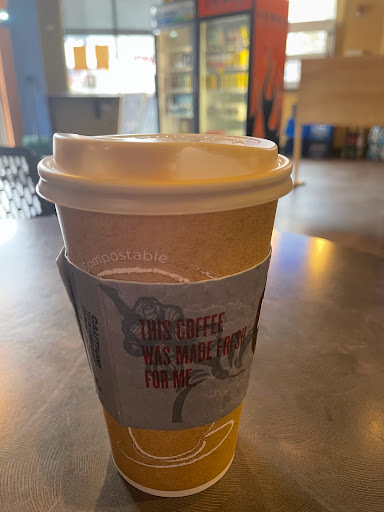 compostable
THIS COFFEE
WAS MADE FRESH
FOR ME